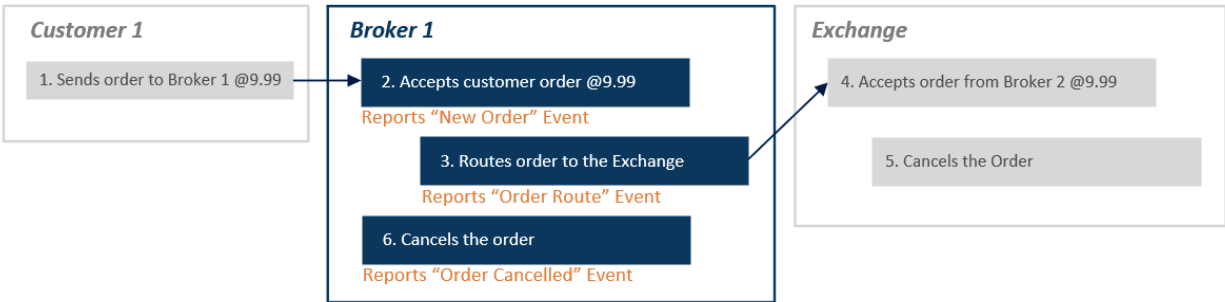 Customer 1
1. Sends order to Broker 1 @9.99
Broker 1
2. Accepts customer order @9.99
Reports “New Order” Event
3. Routes order to the Exchange
Reports “Order Route” Event
6. Cancels the order
Reports “Order Cancelled” Event
Exchange
4. Accepts order from Broker 2 @9.99
5. Cancels the Order